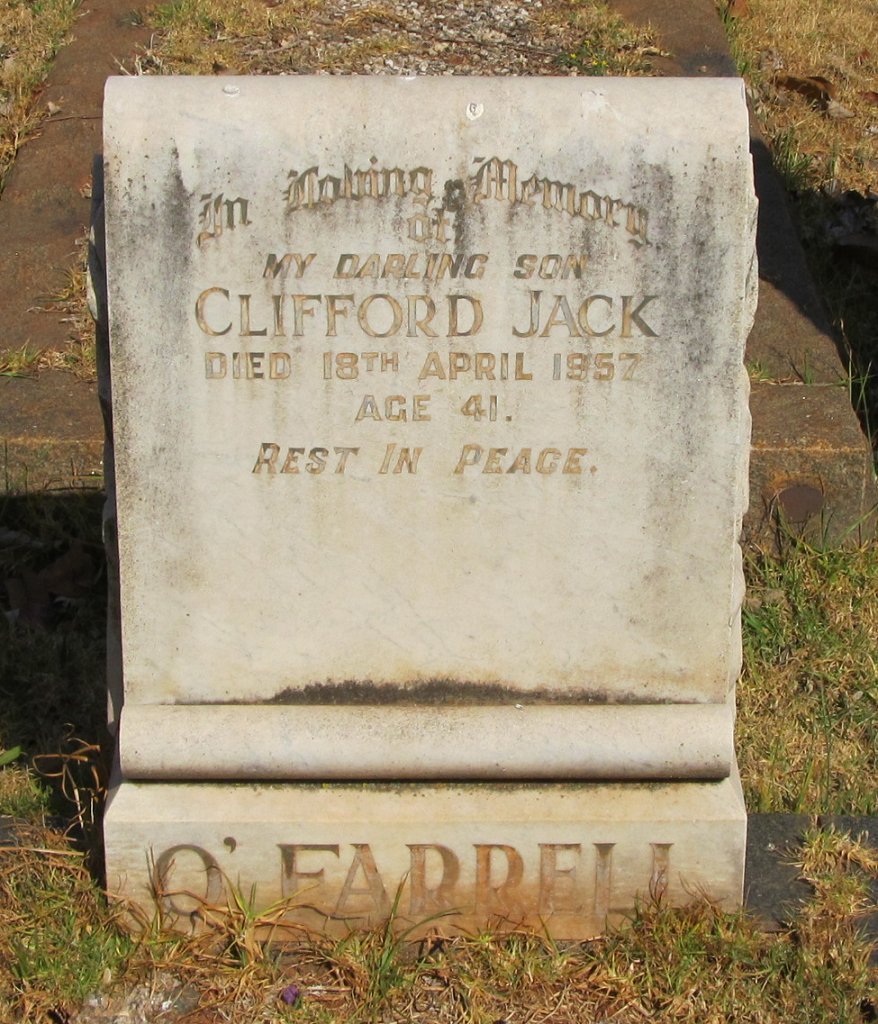 In Loving Memory
of
MY DARLING SON
CLIFFORD JACK
DIED 18TH APRIL 1957
AGE 41.
REST IN PEACE.
O'FARRELL